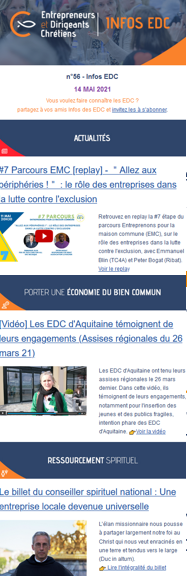 Entrepreneurs
et Dirigeants
Chrétiens
INFOS EDC
n°56 - Infos EDC
14 MAI 2021
Vous voulez faire connaître les EDC ?
partagez à vos amis Infos des EDC et invitez les à s'abonner.
ACTUALITÉS
#7 Parcours EMC [replay] - " Allez aux
périphéries ! " : le rôle des entreprises dans
la lutte contre l'exclusion
#7 PARCOURS
Retrouvez en replay la #7 étape du
parcours Entreprenons pour la
maison commune (EMC), sur le
rôle des entreprises dans la lutte
contre l'exclusion, avec Emmanuel
Blin (TC4A) et Peter Bogat (Robat).
Voir le replay
PORTER UNE ÉCONOMIE DU BIEN COMMUN
[Vidéo] Les EDC d'Aquitaine témoignent de
leurs engagements (Assises régionales du 26
mars 21)
Les EDC d'Aquitaine ont tenu leurs
assises régionales le 26 mars
dernier. Dans cette vidéo, ils
témoignent de leurs engagements,
notamment pour l'insertion des
jeunes et des publics fragiles,
intention phare des EDC
d'Aquitaine. Voir la vidéo
RESSOURCEMENT SPIRITUEL
Le billet du conseiller spirituel national : Une
entreprise locale devenue universelle
L'élan missionnaire nous pousse
à partager largement notre foi au
Christ qui nous veut enracinés en
une terre et tendus vers le large
(Duc in altum).
Lire l'intégralité du billet